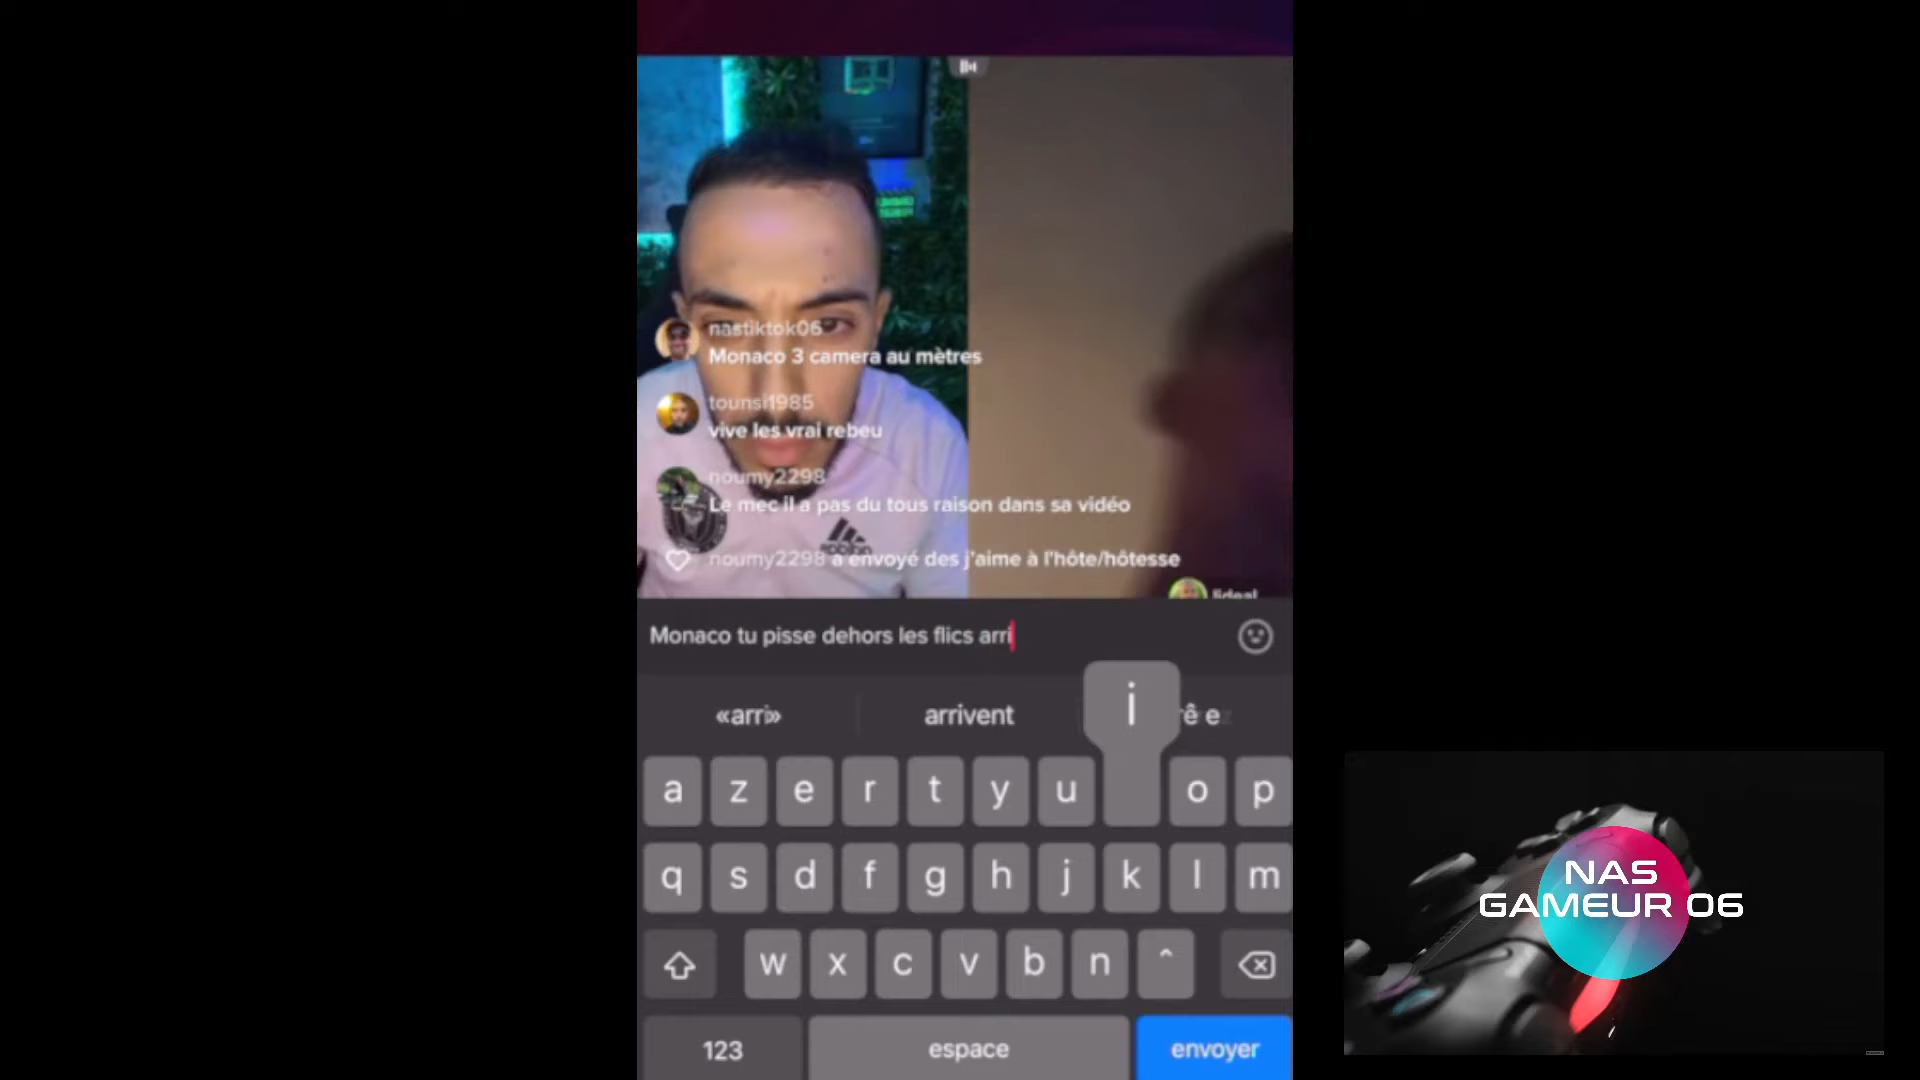 nastiktok06
Monaco 3 camera au mètres
tounsi1985
vive les vrai rebeu
noumy2298
Le mec il a pas du tous raison dans sa vidéo
noumy2298 a envoyé des j'aime à l'hôte/hôtesse
lideal
Monaco tu pisse dehors les flics arri
«arri» arrivent
i
a z e r t y u o p
q s d f g h j k l m
w x c v b n ^
123 espace envoyer
NAS
GAMEUR 06